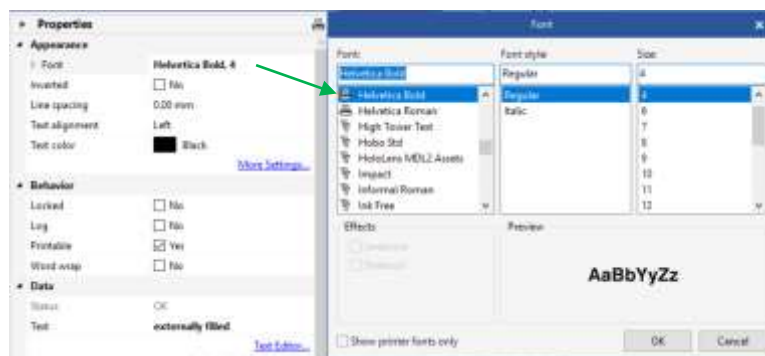 Properties
Appearance
Font Helvetica Bold, 4
Inverted No
Line spacing 0.00 mm
Text alignment Left
Text color Black
More Settings...
Behavior
Locked No
Log No
Printable Yes
Word wrap No
Data
Status OK
Text externally filled
Text Editor...
Font
Font: Font style: Size:
Helvetica Bold Regular 4
Helvetica Bold Regular 4
Helvetica Roman Italic 6
High Tower Text 7
Hobo Std 8
HoloLens MDL2 Assets 9
Impact 10
Informal Roman 11
Ink Free 12
Effects Preview
AaBbYyZz
Show printer fonts only OK Cancel